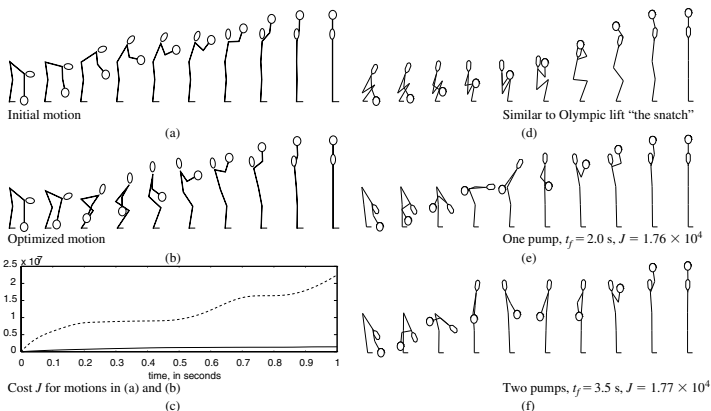 Initial motion
(a)
Optimized motion
(b)
2.5 x 10^7
2
1.5
1
0.5
0
0 0.1 0.2 0.3 0.4 0.5 0.6 0.7 0.8 0.9 1
time, in seconds
Cost J for motions in (a) and (b)
(c)
Similar to Olympic lift “the snatch”
(d)
One pump, t_f = 2.0 s, J = 1.76 × 10^4
(e)
Two pumps, t_f = 3.5 s, J = 1.77 × 10^4
(f)